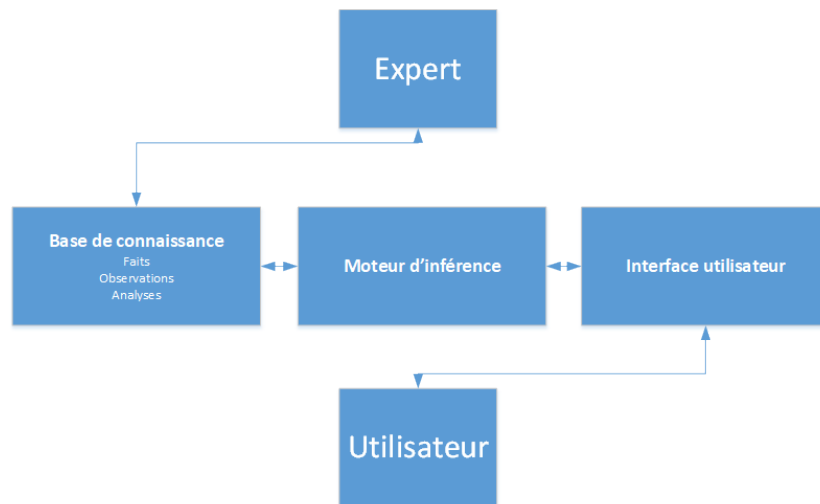 Expert
Base de connaissance
Faits
Observations
Analyses
Moteur d'inférence
Interface utilisateur
Utilisateur